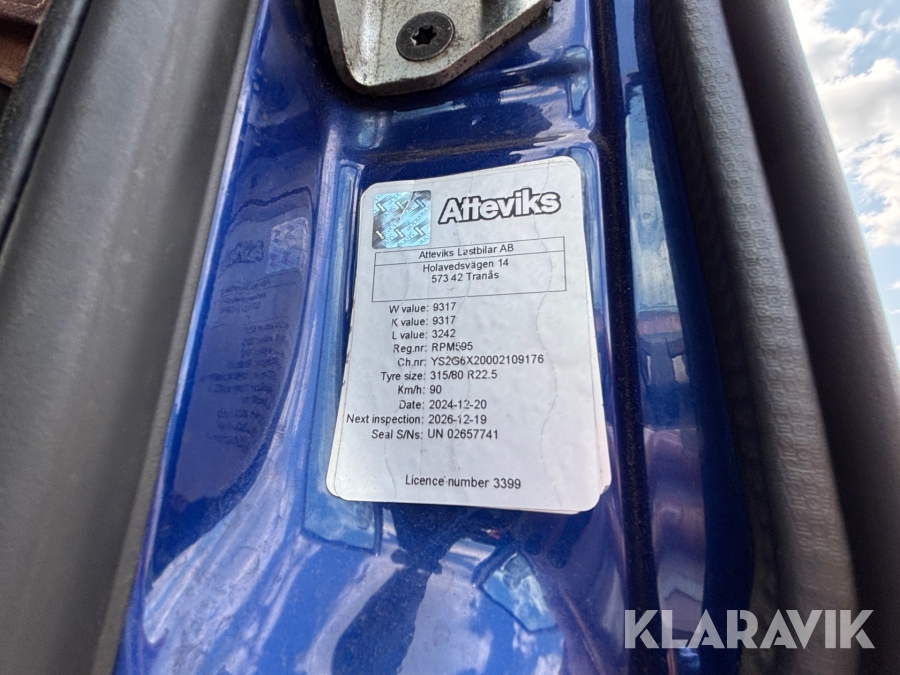 Atteviks
Atteviks Lastbilar AB
Holavedsvägen 14
573 42 Tranås
W value: 9317
K value: 9317
L value: 3242
Reg.nr: RPM595
Ch.nr: YS2G6X20002109176
Tyre size: 315/80 R22.5
Km/h: 90
Date: 2024-12-20
Next inspection: 2026-12-19
Seal S/Ns: UN 02657741
Licence number 3399
KLARAVIK